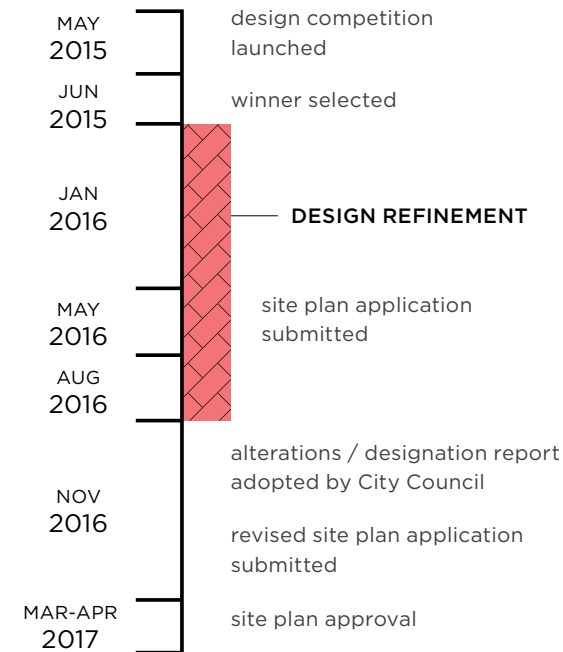 MAY
2015
design competition
launched
JUN
2015
winner selected
JAN
2016
DESIGN REFINEMENT
MAY
2016
site plan application
submitted
AUG
2016
alterations / designation report
adopted by City Council
NOV
2016
revised site plan application
submitted
MAR-APR
2017
site plan approval